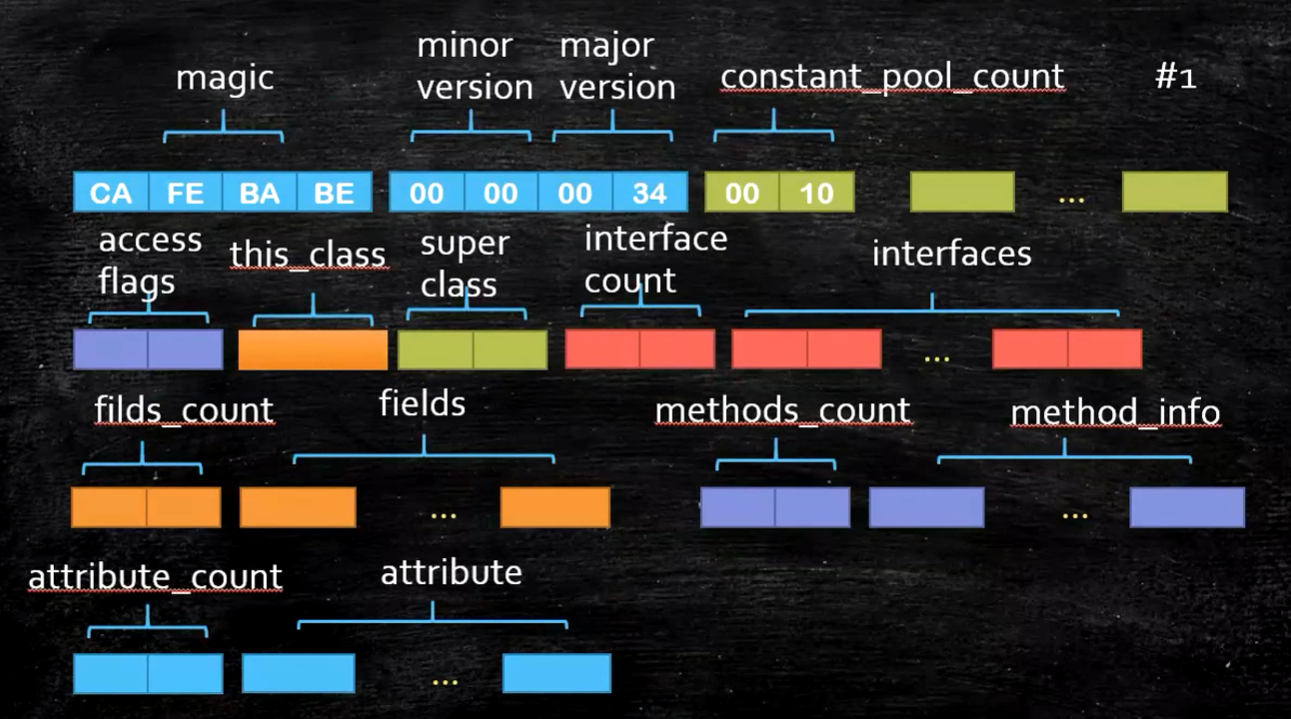 minor major
magic version version constant_pool_count #1
CA FE BA BE 00 00 00 34 00 10 ...
access flags this_class super class interface count interfaces
...
filds_count fields methods_count method_info
... ...
attribute_count attribute
...